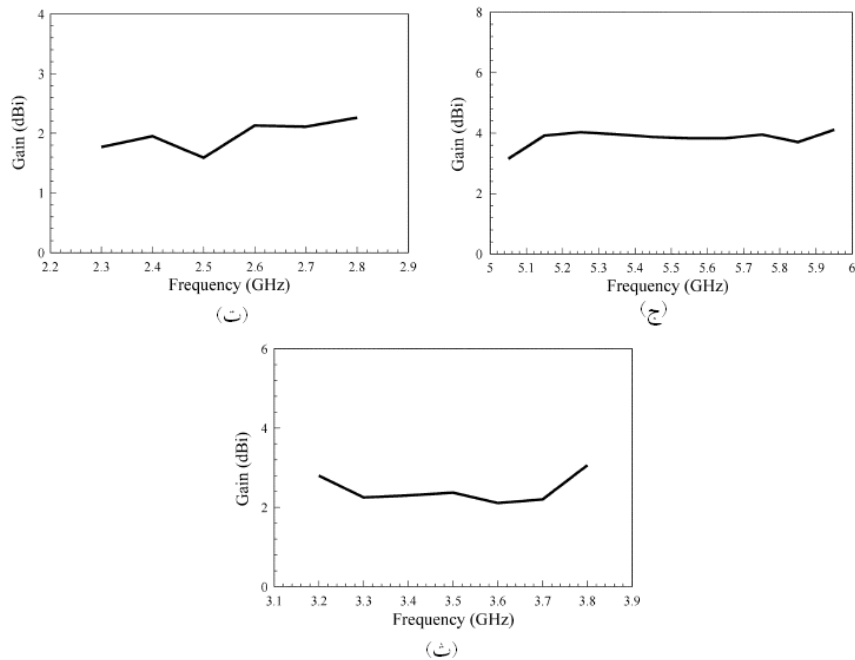 4
3
2
1
0
Gain (dBi)
2.2 2.3 2.4 2.5 2.6 2.7 2.8 2.9
Frequency (GHz)
(ت)
8
6
4
2
0
Gain (dBi)
5 5.1 5.2 5.3 5.4 5.5 5.6 5.7 5.8 5.9 6
Frequency (GHz)
(ج)
6
4
2
0
Gain (dBi)
3.1 3.2 3.3 3.4 3.5 3.6 3.7 3.8 3.9
Frequency (GHz)
(ث)